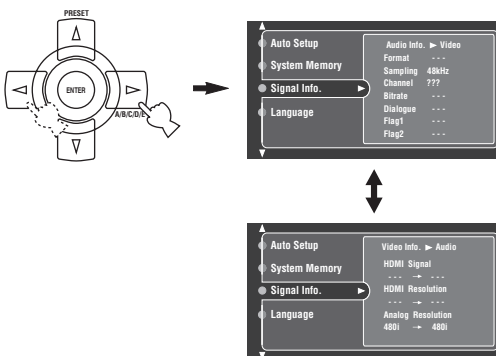 PRESET
ENTER
A/B/C/D/E
Auto Setup
System Memory
Signal Info.
Language
Audio Info. ► Video
Format - - -
Sampling 48kHz
Channel ???
Bitrate - - -
Dialogue - - -
Flag1 - - -
Flag2 - - -
Auto Setup
System Memory
Signal Info.
Language
Video Info. ► Audio
HDMI Signal
- - - → - - -
HDMI Resolution
- - - → - - -
Analog Resolution
480i → 480i